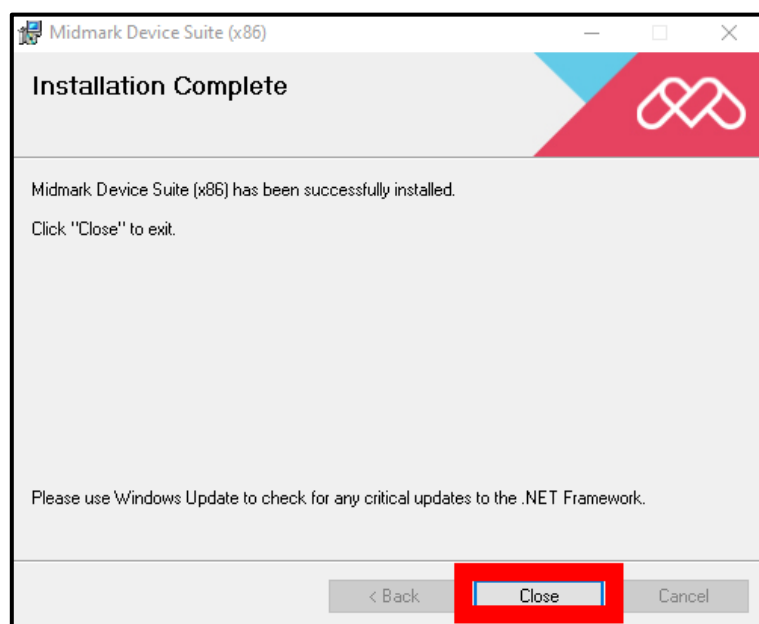 Midmark Device Suite (x86)
Installation Complete
Midmark Device Suite (x86) has been successfully installed.
Click "Close" to exit.
Please use Windows Update to check for any critical updates to the .NET Framework.
< Back Close Cancel